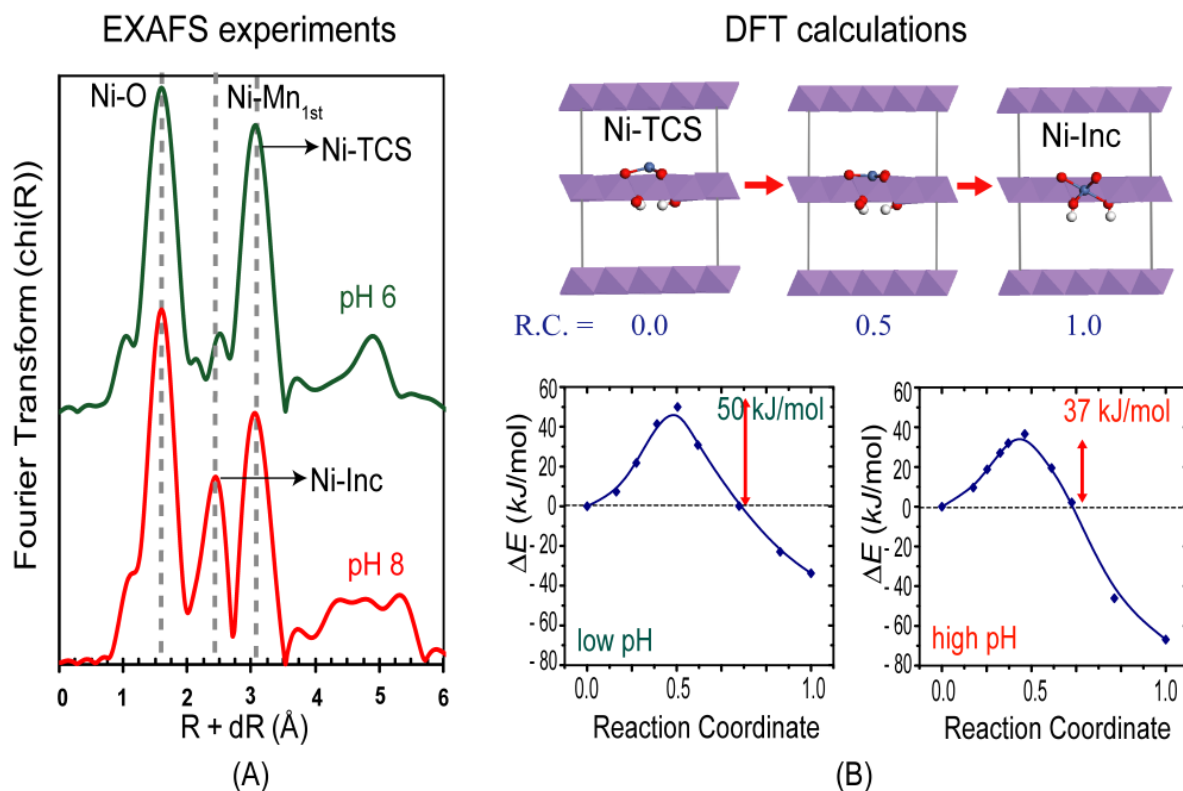 EXAFS experiments
Ni-O
Ni-Mn1st
Ni-TCS
pH 6
Ni-Inc
pH 8
Fourier Transform (chi(R))
0 1 2 3 4 5 6
R + dR (Å)
(A)
DFT calculations
Ni-TCS
Ni-Inc
R.C. = 0.0 0.5 1.0
60
40
20
0
-20
-40
-60
-80
ΔE (kJ/mol)
50 kJ/mol
low pH
0.0 0.5 1.0
Reaction Coordinate
60
40
20
0
-20
-40
-60
-80
ΔE (kJ/mol)
37 kJ/mol
high pH
0.0 0.5 1.0
Reaction Coordinate
(B)